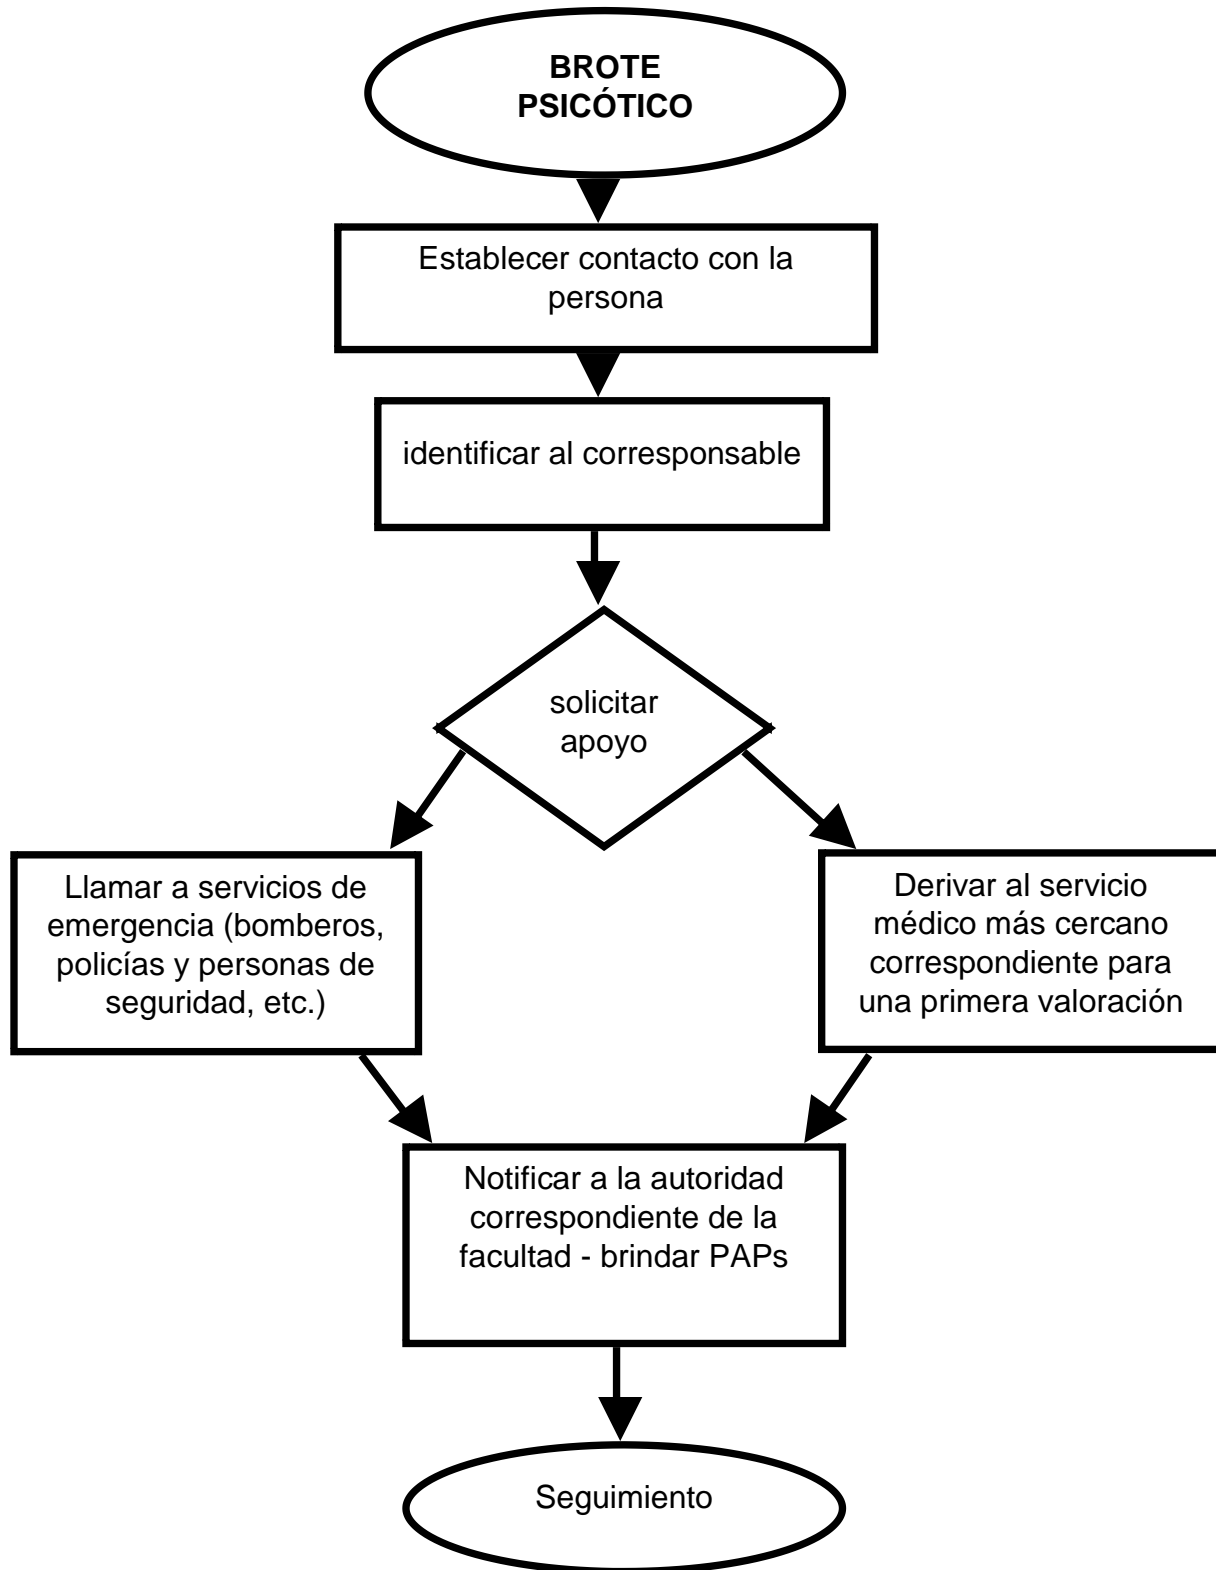 BROTE
PSICÓTICO
Establecer contacto con la
persona
identificar al corresponsable
solicitar
apoyo
Llamar a servicios de
emergencia (bomberos,
policías y personas de
seguridad, etc.)
Derivar al servicio
médico más cercano
correspondiente para
una primera valoración
Notificar a la autoridad
correspondiente de la
facultad - brindar PAPs
Seguimiento